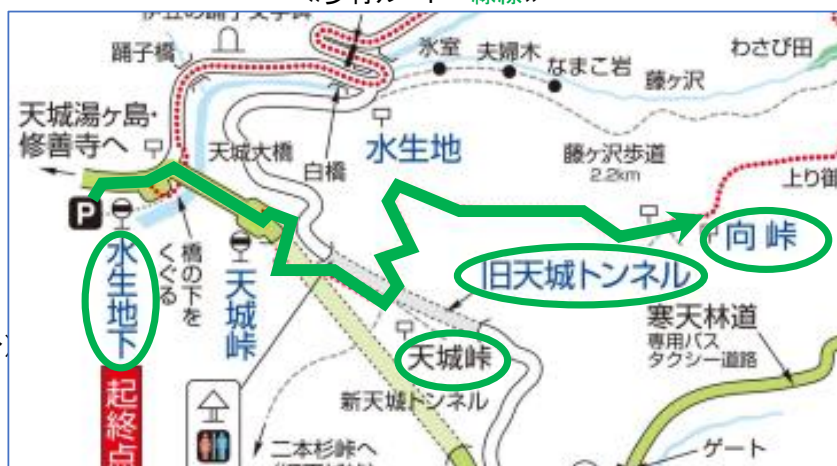 踊子橋
氷室
夫婦木
なまこ岩
わさび田
藤ヶ沢
天城湯ヶ島・
修善寺へ
天城大橋
白橋
水生地
藤ヶ沢歩道
2.2km
上り御
P
水生地下
橋の下を
くぐる
天城峠
向峠
旧天城トンネル
寒天林道
専用バス
タクシー道路
天城峠
起終点
新天城トンネル
二本杉峠へ
ゲート